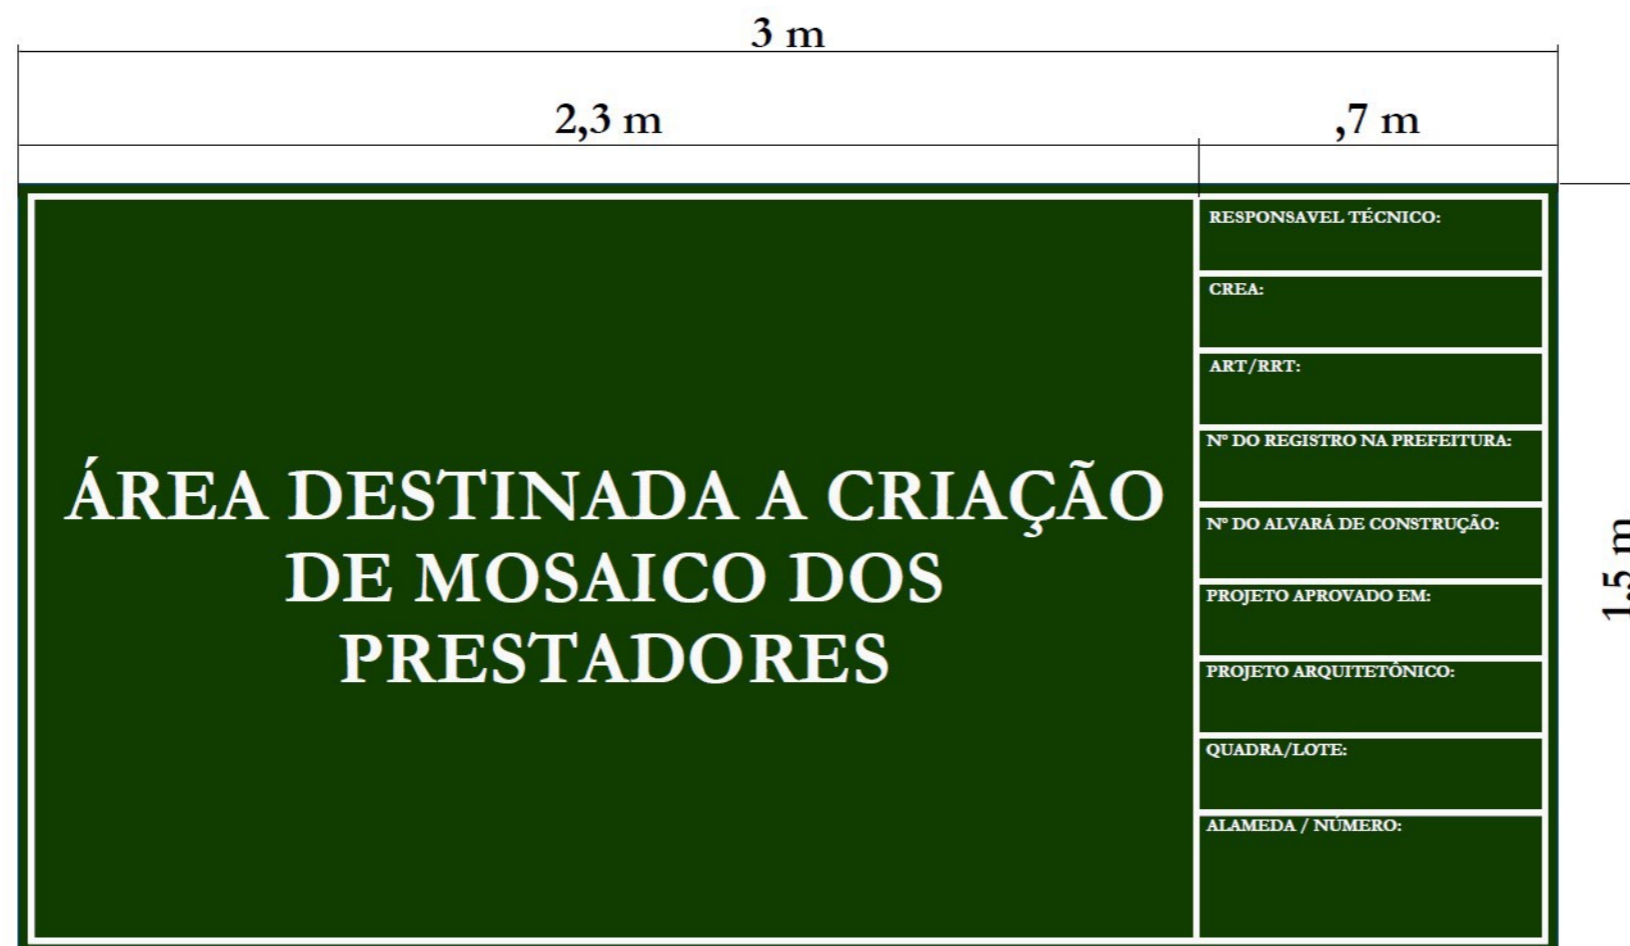 3 m
2,3 m
,7 m
RESPONSAVEL TÉCNICO:
CREA:
ART/RRT:
Nº DO REGISTRO NA PREFEITURA:
Nº DO ALVARÁ DE CONSTRUÇÃO:
PROJETO APROVADO EM:
PROJETO ARQUITETÔNICO:
QUADRA/LOTE:
ALAMEDA / NÚMERO:
ÁREA DESTINADA A CRIAÇÃO
DE MOSAICO DOS
PRESTADORES
1,5 m